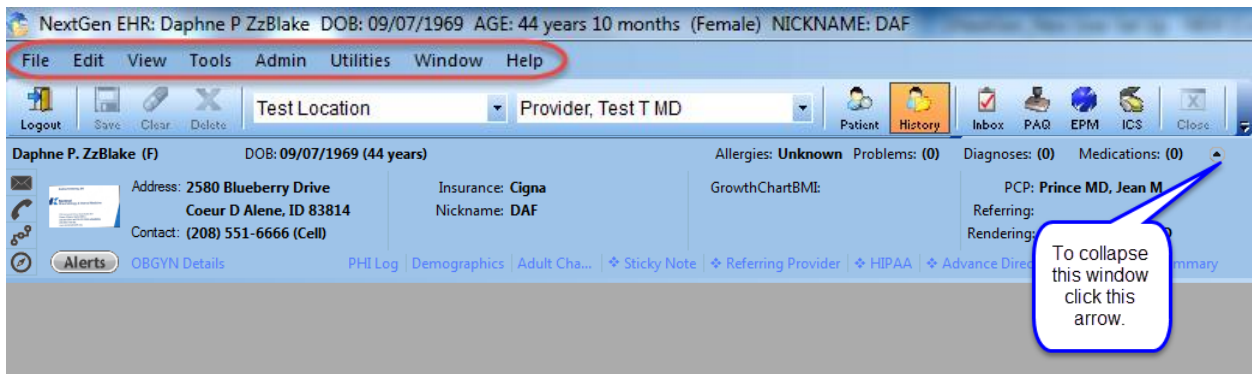 NextGen EHR: Daphne P ZzBlake DOB: 09/07/1969 AGE: 44 years 10 months (Female) NICKNAME: DAF
File Edit View Tools Admin Utilities Window Help
Test Location Provider, Test T MD
Logout Save Clear Delete Patient History Inbox PAQ EPM ICS Close
Daphne P. ZzBlake (F) DOB: 09/07/1969 (44 years) Allergies: Unknown Problems: (0) Diagnoses: (0) Medications: (0)
Address: 2580 Blueberry Drive Insurance: Cigna GrowthChartBMI: PCP: Prince MD, Jean M
Coeur D Alene, ID 83814 Nickname: DAF Referring:
Contact: (208) 551-6666 (Cell) Rendering:
Alerts OBGYN Details PHI Log Demographics Adult Cha... Sticky Note Referring Provider HIPAA Advance
To collapse
this window
click this
arrow.